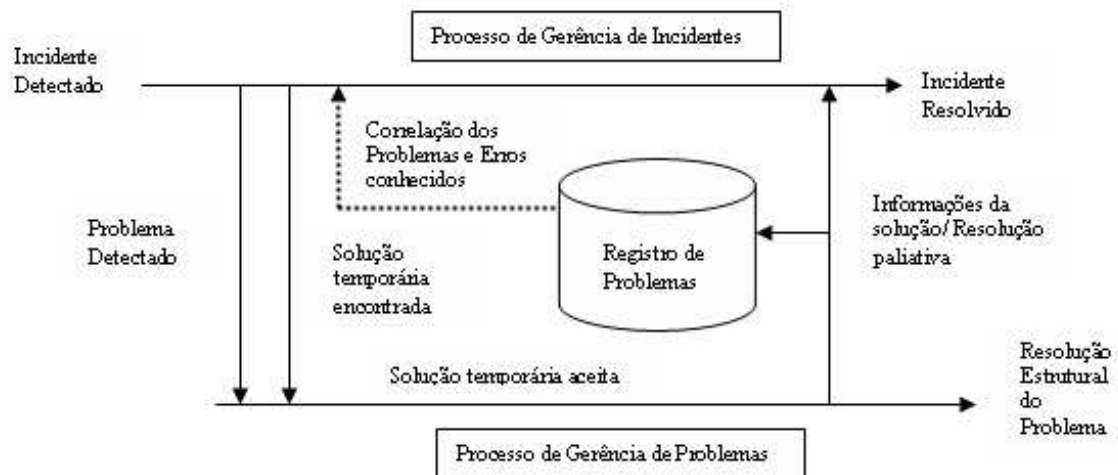 Processo de Gerência de Incidentes
Incidente
Detectado
Incidente
Resolvido
Correlação dos
Problemas e Erros
conhecidos
Problema
Detectado
Solução
temporária
encontrada
Registro de
Problemas
Informações da
solução/ Resolução
paliativa
Solução temporária aceita
Resolução
Estrutural
do
Problema
Processo de Gerência de Problemas